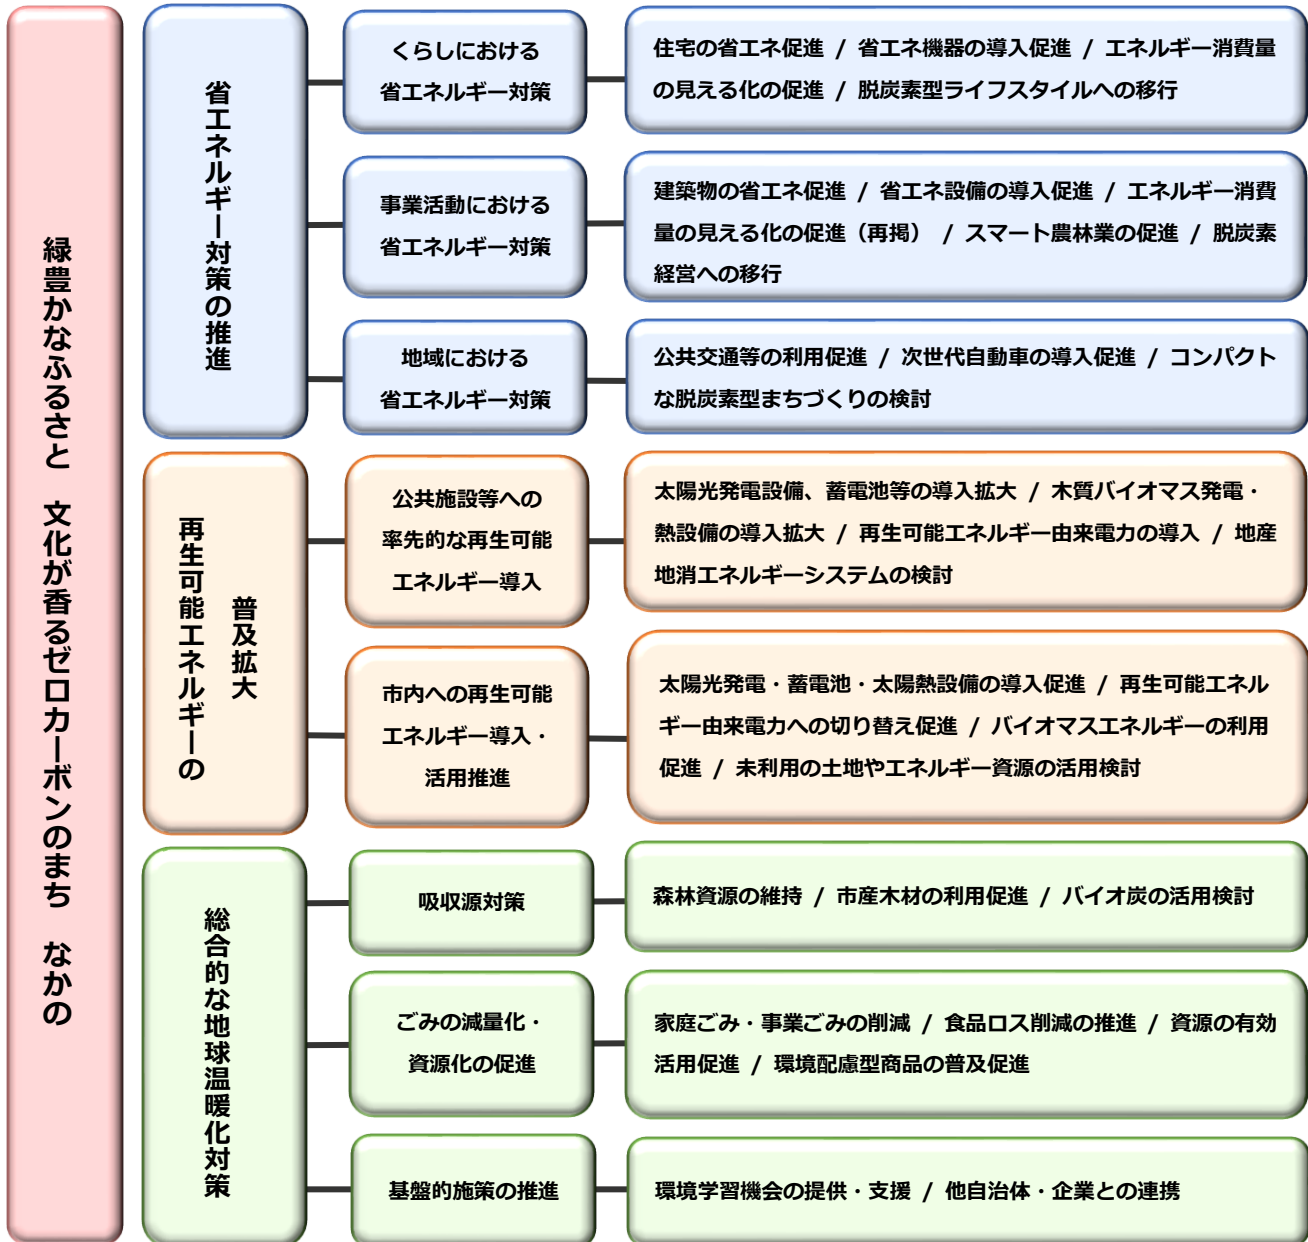 緑豊かなふるさと　文化が香るゼロカーボンのまち　なかの
省エネルギー対策の推進
くらしにおける
省エネルギー対策
住宅の省エネ促進 / 省エネ機器の導入促進 / エネルギー消費量
の見える化の促進 / 脱炭素型ライフスタイルへの移行
事業活動における
省エネルギー対策
建築物の省エネ促進 / 省エネ設備の導入促進 / エネルギー消費
量の見える化の促進（再掲） / スマート農林業の促進 / 脱炭素
経営への移行
地域における
省エネルギー対策
公共交通等の利用促進 / 次世代自動車の導入促進 / コンパクト
な脱炭素型まちづくりの検討
再生可能エネルギーの
普及拡大
公共施設等への
率先的な再生可能
エネルギー導入
太陽光発電設備、蓄電池等の導入拡大 / 木質バイオマス発電・
熱設備の導入拡大 / 再生可能エネルギー由来電力の導入 / 地産
地消エネルギーシステムの検討
市内への再生可能
エネルギー導入・
活用推進
太陽光発電・蓄電池・太陽熱設備の導入促進 / 再生可能エネル
ギー由来電力への切り替え促進 / バイオマスエネルギーの利用
促進 / 未利用の土地やエネルギー資源の活用検討
総合的な地球温暖化対策
吸収源対策
森林資源の維持 / 市産木材の利用促進 / バイオ炭の活用検討
ごみの減量化・
資源化の促進
家庭ごみ・事業ごみの削減 / 食品ロス削減の推進 / 資源の有効
活用促進 / 環境配慮型商品の普及促進
基盤的施策の推進
環境学習機会の提供・支援 / 他自治体・企業との連携